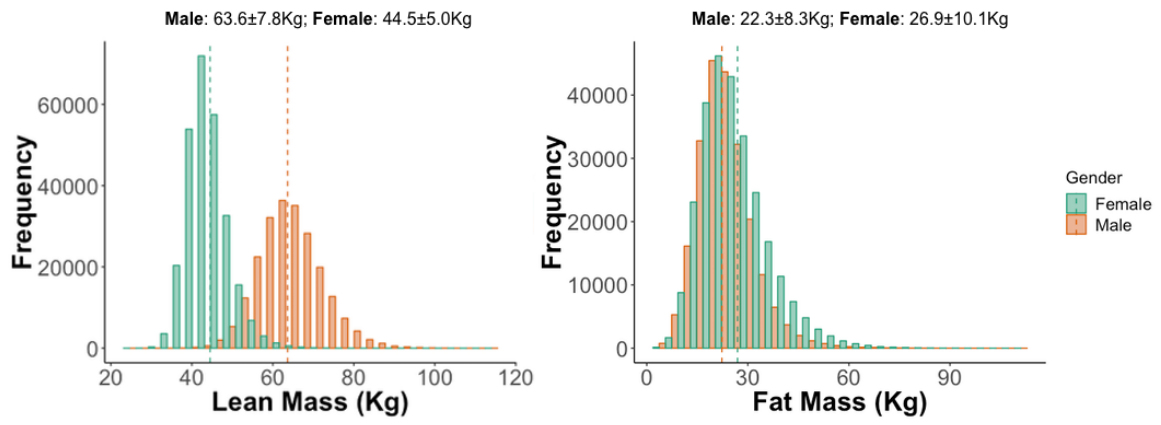 Male: 63.6±7.8Kg; Female: 44.5±5.0Kg
Frequency
60000
40000
20000
0
20 40 60 80 100 120
Lean Mass (Kg)
Male: 22.3±8.3Kg; Female: 26.9±10.1Kg
Frequency
40000
30000
20000
10000
0
0 30 60 90
Fat Mass (Kg)
Gender
Female
Male